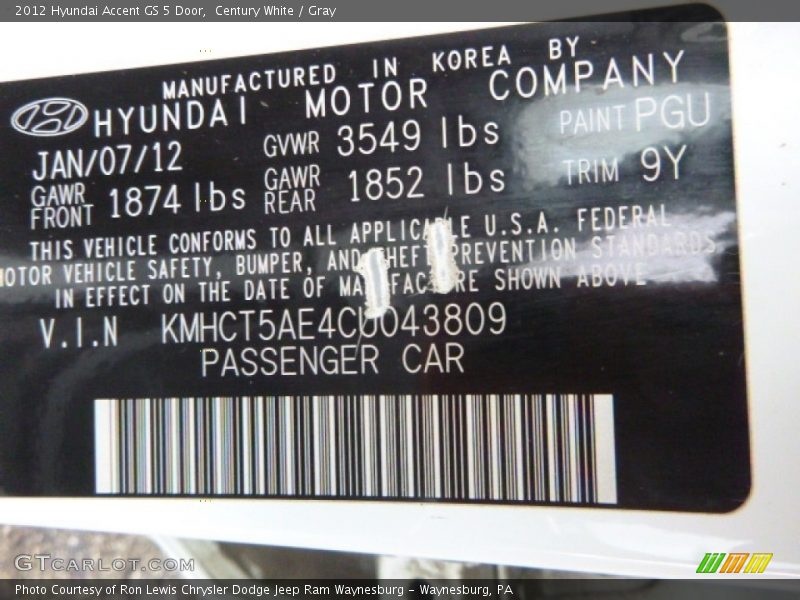 2012 Hyundai Accent GS 5 Door,  Century White / Gray
MANUFACTURED IN KOREA BY
HYUNDAI MOTOR COMPANY
JAN/07/12 GVWR 3549 lbs PAINT PGU
GAWR FRONT 1874 lbs GAWR REAR 1852 lbs TRIM 9Y
THIS VEHICLE CONFORMS TO ALL APPLICABLE U.S.A. FEDERAL
MOTOR VEHICLE SAFETY, BUMPER, AND THEFT PREVENTION STANDARDS
IN EFFECT ON THE DATE OF MANUFACTURE SHOWN ABOVE
V.I.N KMHCT5AE4CU043809
PASSENGER CAR
GTCARLOT.COM
Photo Courtesy of Ron Lewis Chrysler Dodge Jeep Ram Waynesburg - Waynesburg, PA